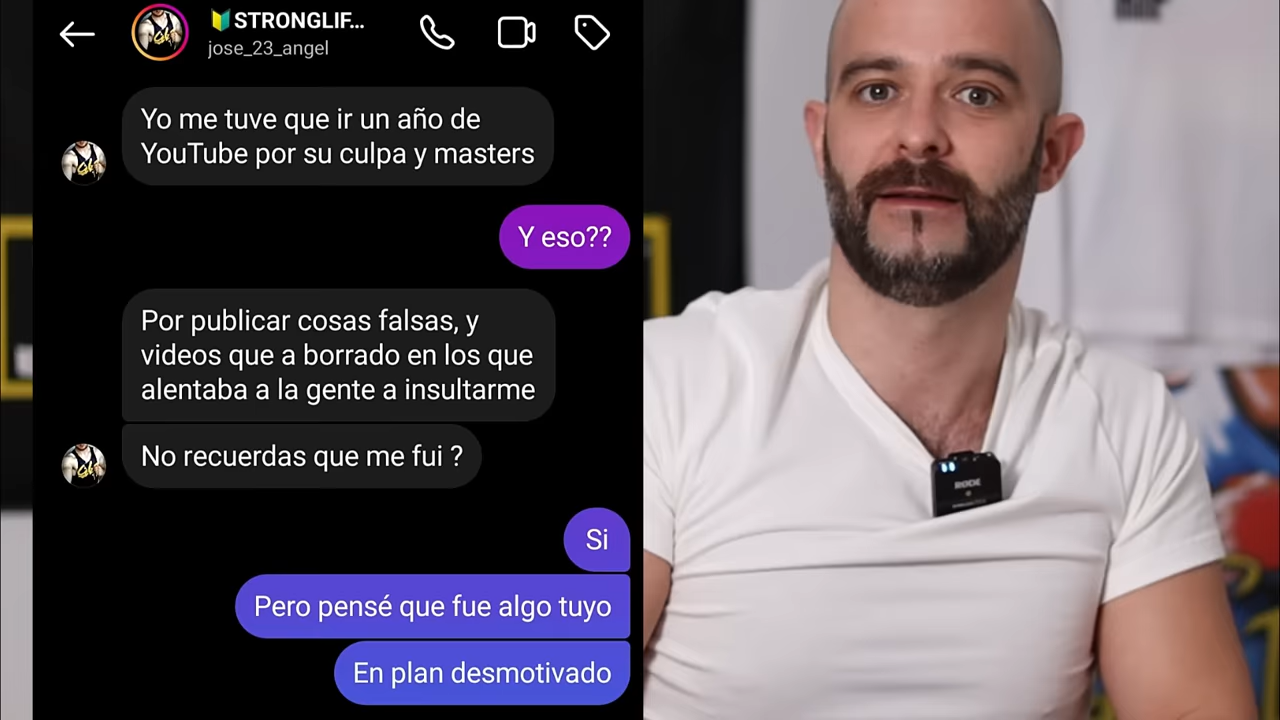 🔰STRONGLIF...
jose_23_angel
Yo me tuve que ir un año de
YouTube por su culpa y masters
Y eso??
Por publicar cosas falsas, y
videos que a borrado en los que
alentaba a la gente a insultarme
No recuerdas que me fui ?
Si
Pero pensé que fue algo tuyo
En plan desmotivado
RØDE